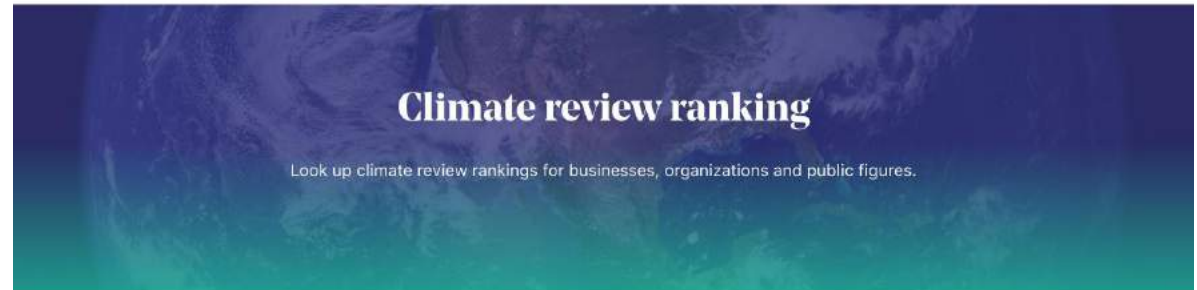 Climate review ranking
Look up climate review rankings for businesses, organizations and public figures.